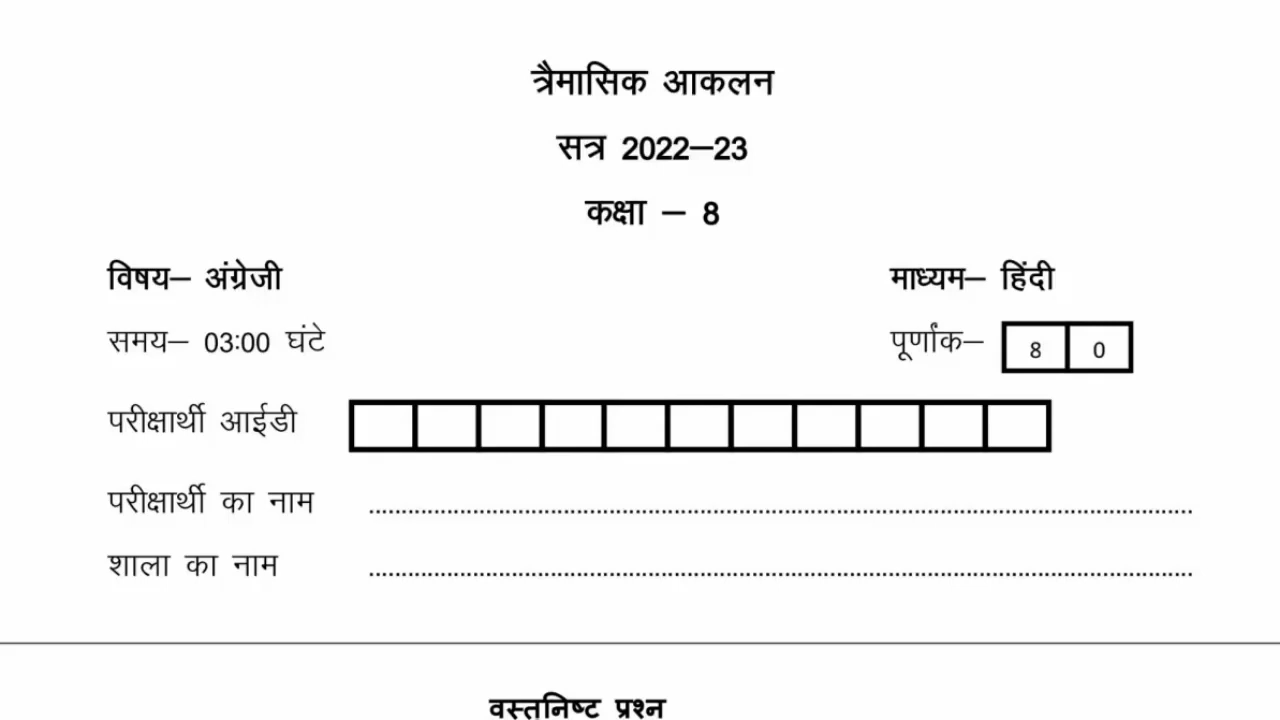 त्रैमासिक आकलन
सत्र 2022–23
कक्षा – 8
विषय– अंग्रेजी माध्यम– हिंदी
समय– 03:00 घंटे पूर्णांक– 8 0
परीक्षार्थी आईडी
परीक्षार्थी का नाम ....................................................................................................
शाला का नाम ....................................................................................................
वस्तुनिष्ट प्रश्न